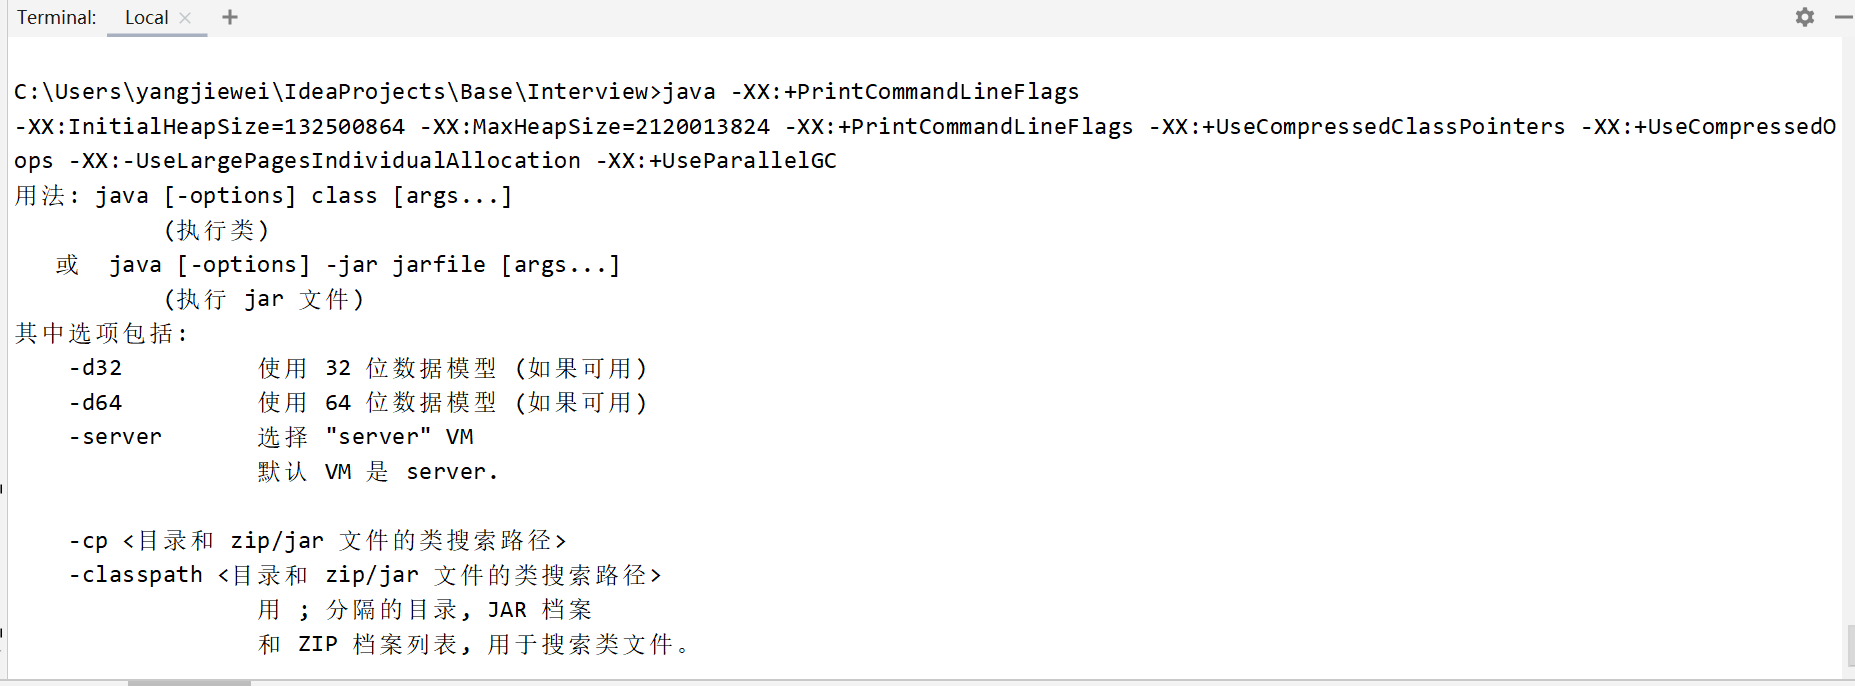 Terminal: Local × +
C:\Users\yangjiewei\IdeaProjects\Base\Interview>java -XX:+PrintCommandLineFlags
-XX:InitialHeapSize=132500864 -XX:MaxHeapSize=2120013824 -XX:+PrintCommandLineFlags -XX:+UseCompressedClassPointers -XX:+UseCompressedO
ops -XX:-UseLargePagesIndividualAllocation -XX:+UseParallelGC
用法: java [-options] class [args...]
(执行类)
或 java [-options] -jar jarfile [args...]
(执行 jar 文件)
其中选项包括:
-d32 使用 32 位数据模型 (如果可用)
-d64 使用 64 位数据模型 (如果可用)
-server 选择 "server" VM
默认 VM 是 server.
-cp <目录和 zip/jar 文件的类搜索路径>
-classpath <目录和 zip/jar 文件的类搜索路径>
用 ; 分隔的目录, JAR 档案
和 ZIP 档案列表, 用于搜索类文件。